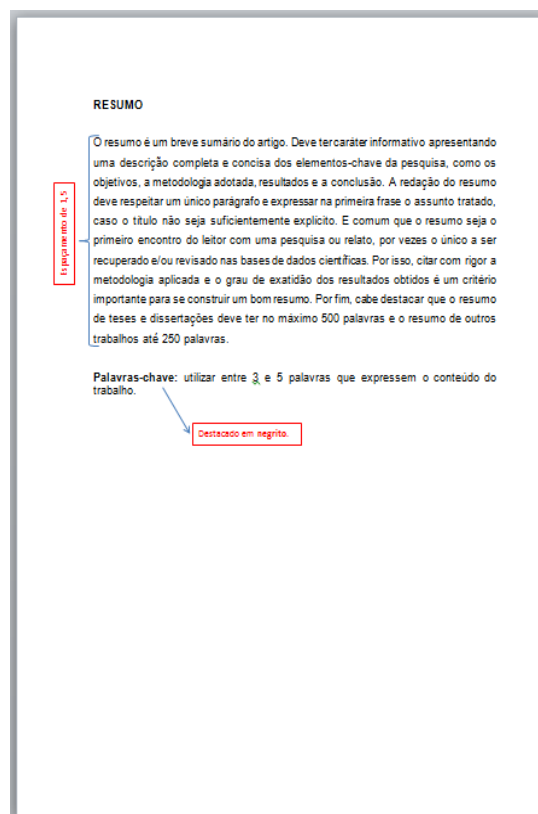 RESUMO
O resumo é um breve sumário do artigo. Deve ter caráter informativo apresentando
uma descrição completa e concisa dos elementos-chave da pesquisa, como os
objetivos, a metodologia adotada, resultados e a conclusão. A redação do resumo
deve respeitar um único parágrafo e expressar na primeira frase o assunto tratado,
caso o título não seja suficientemente explícito. E comum que o resumo seja o
primeiro encontro do leitor com uma pesquisa ou relato, por vezes o único a ser
recuperado e/ou revisado nas bases de dados científicas. Por isso, citar com rigor a
metodologia aplicada e o grau de exatidão dos resultados obtidos é um critério
importante para se construir um bom resumo. Por fim, cabe destacar que o resumo
de teses e dissertações deve ter no máximo 500 palavras e o resumo de outros
trabalhos até 250 palavras.
Espaçamento de 1,5
Palavras-chave: utilizar entre 3 e 5 palavras que expressem o conteúdo do
trabalho.
Destacado em negrito.